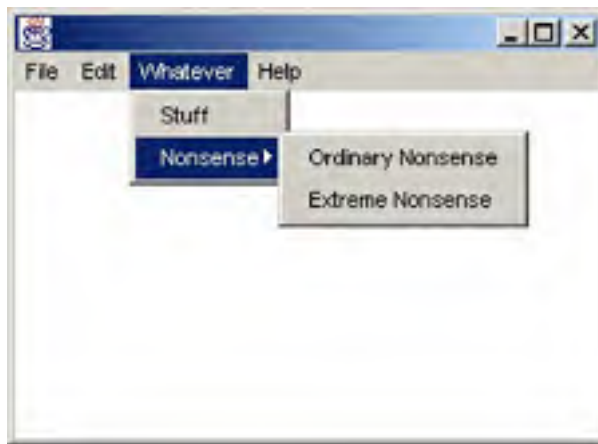 File Edit Whatever Help
Stuff
Nonsense
Ordinary Nonsense
Extreme Nonsense